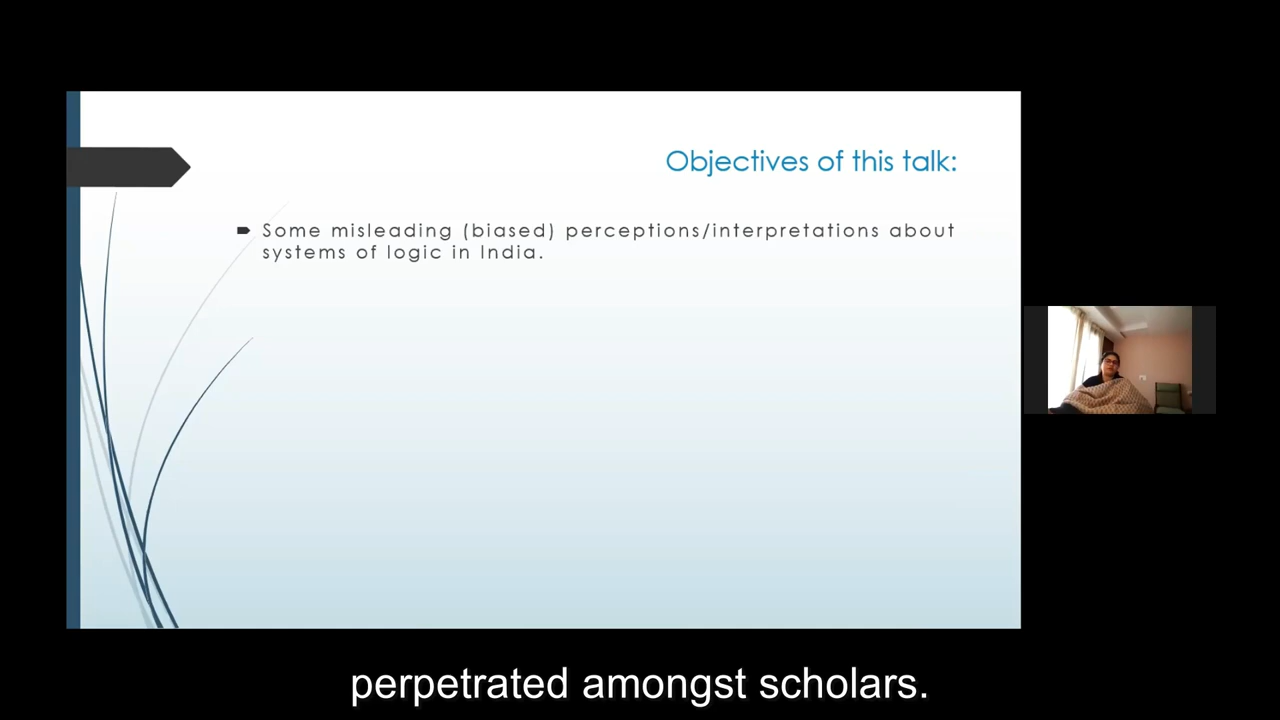 Objectives of this talk:
Some misleading (biased) perceptions/interpretations about
systems of logic in India.
perpetrated amongst scholars.